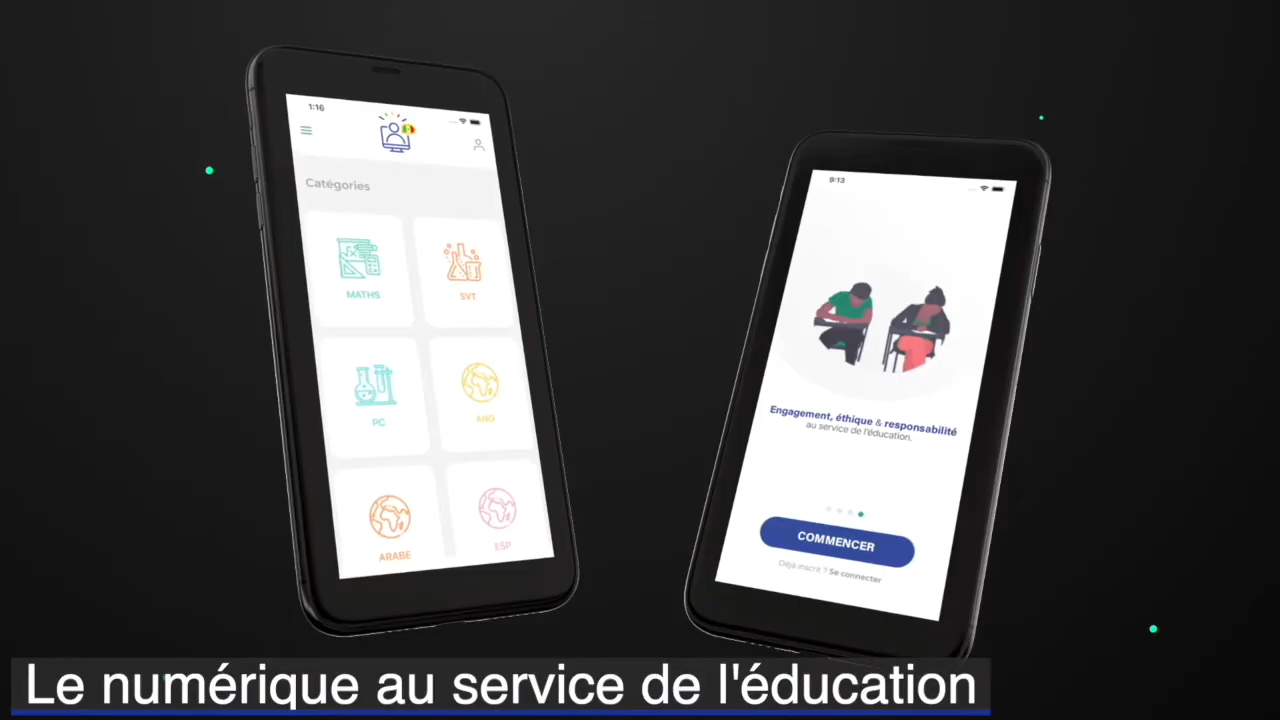 1:16
Catégories
MATHS
SVT
PC
ANG
ARABE
ESP
9:13
Engagement, éthique & responsabilité
au service de l'éducation.
COMMENCER
Déjà inscrit ? Se connecter
Le numérique au service de l'éducation